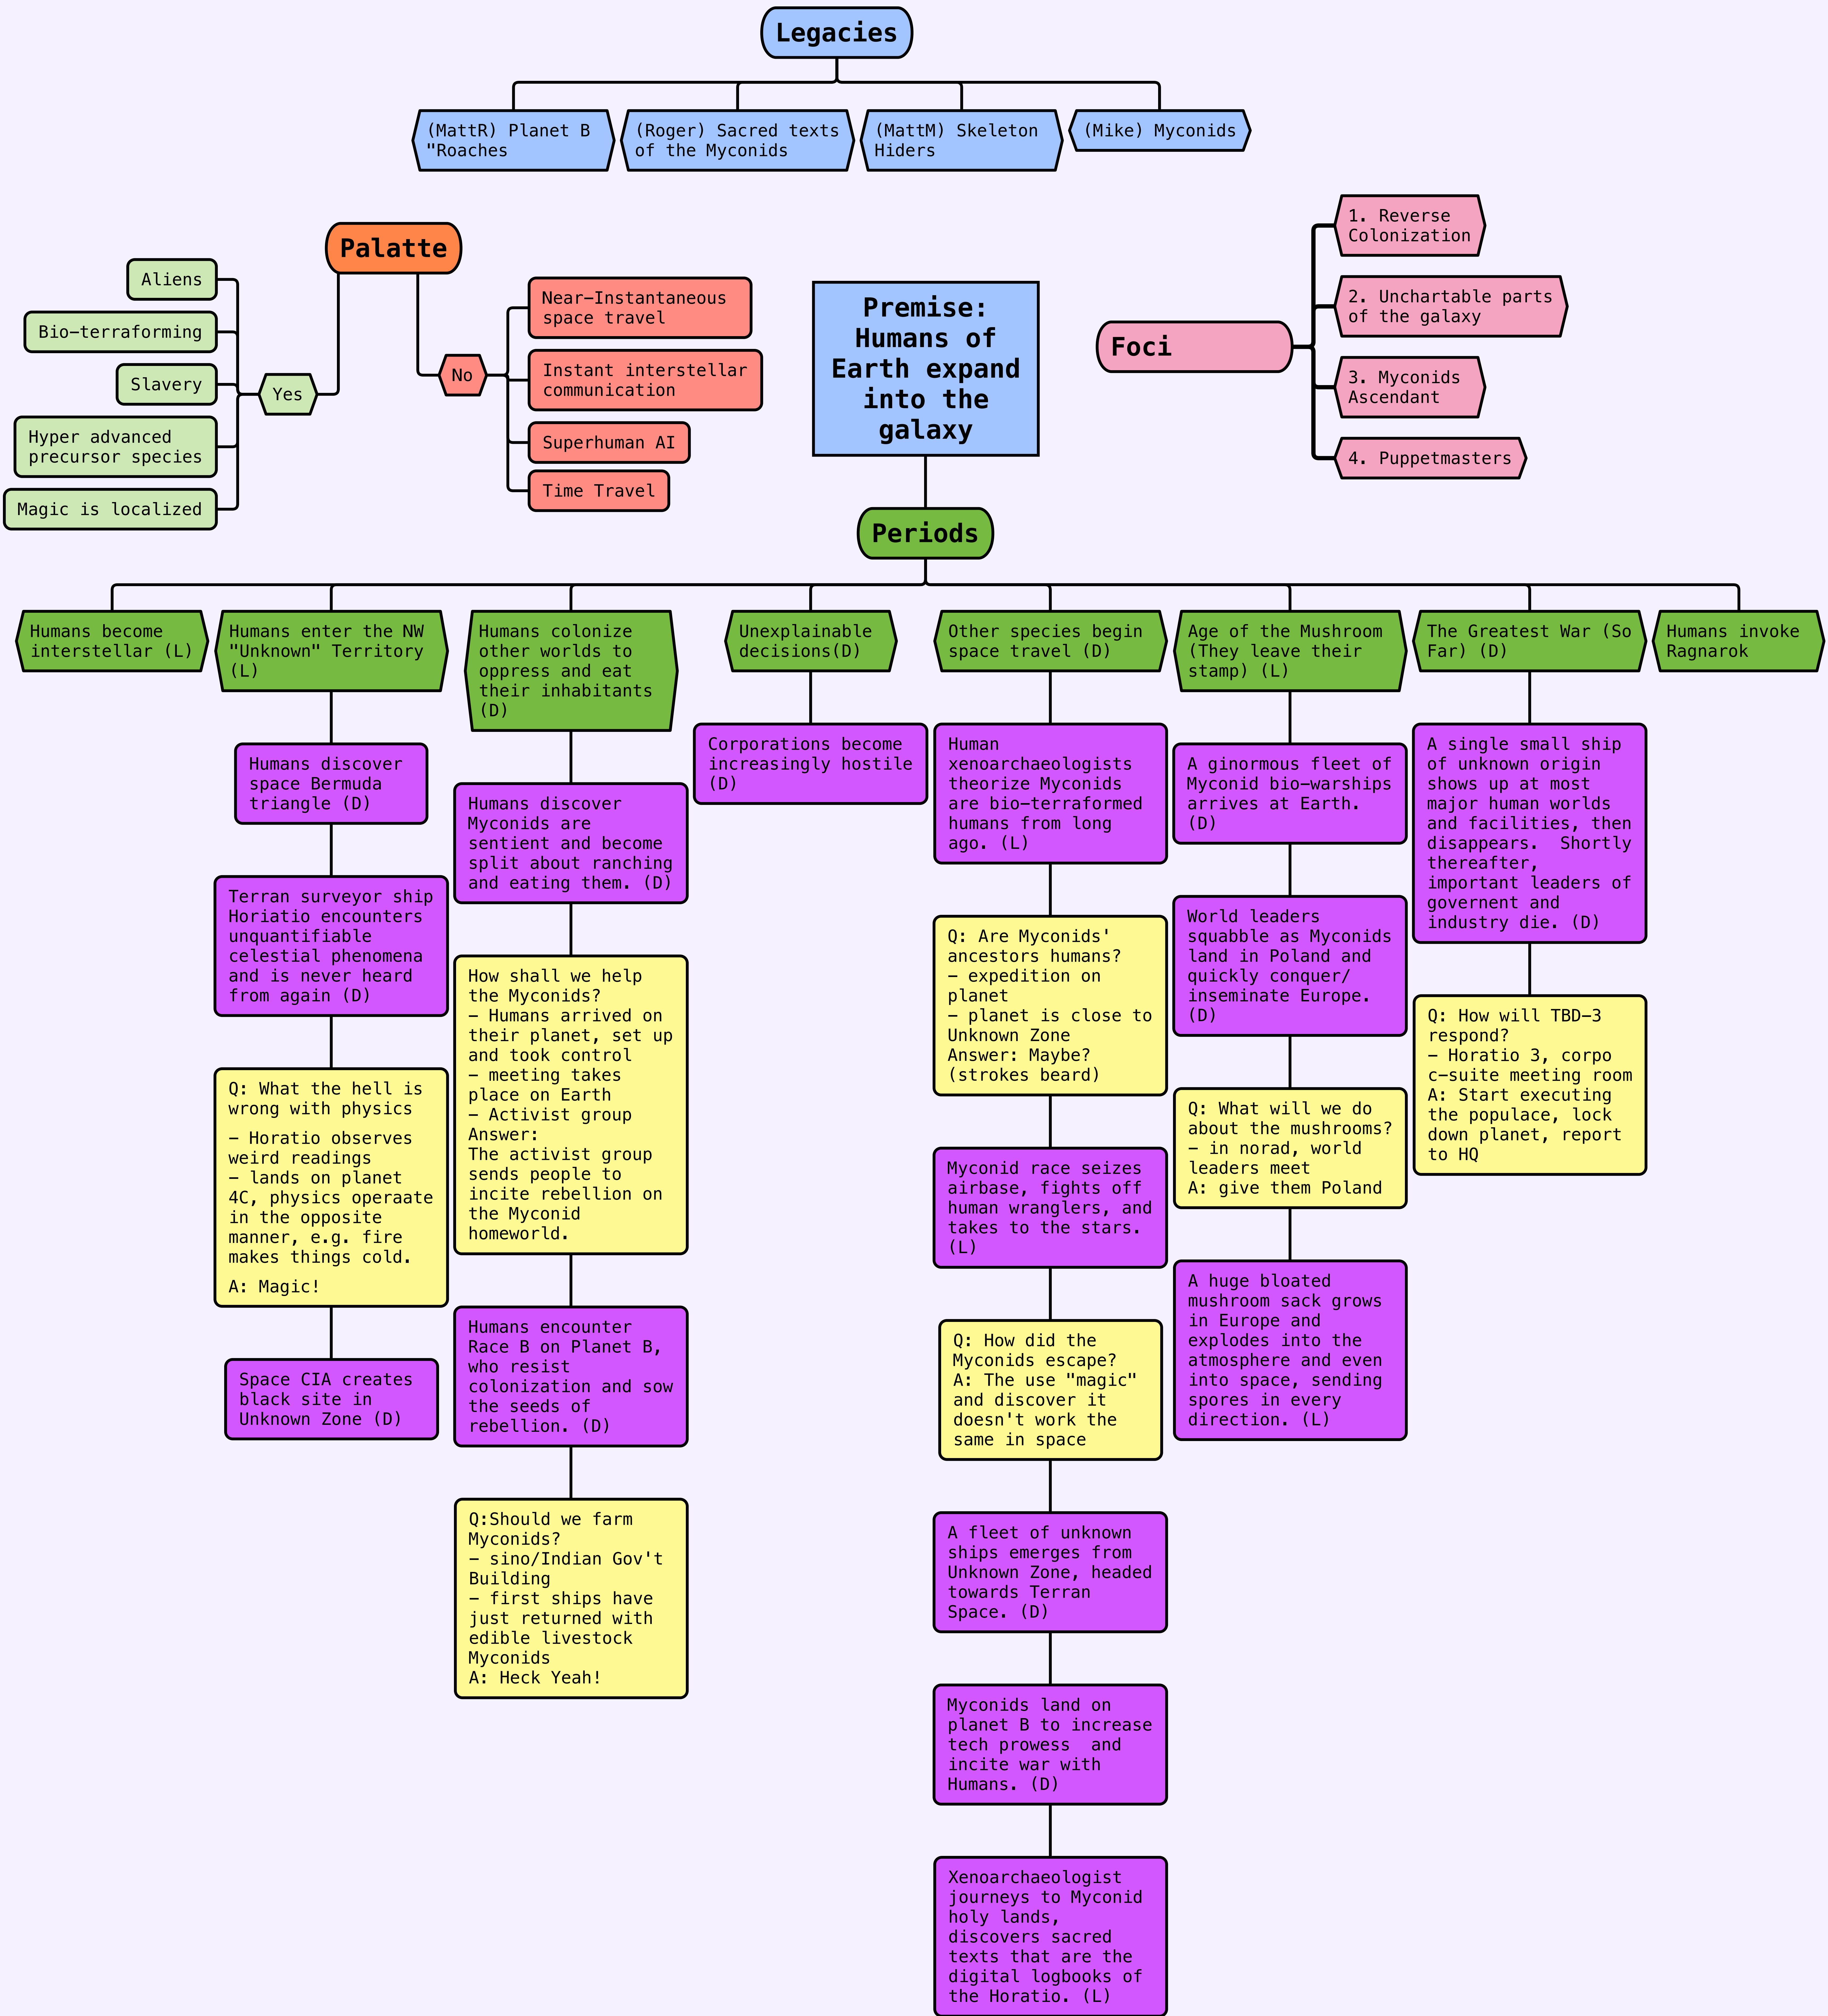 Legacies
(MattR) Planet B
"Roaches
(Roger) Sacred texts
of the Myconids
(MattM) Skeleton
Hiders
(Mike) Myconids
Palatte
Aliens
Bio-terraforming
Slavery
Hyper advanced
precursor species
Magic is localized
Yes
No
Near-Instantaneous
space travel
Instant interstellar
communication
Superhuman AI
Time Travel
Premise:
Humans of
Earth expand
into the
galaxy
Foci
1. Reverse
Colonization
2. Unchartable parts
of the galaxy
3. Myconids
Ascendant
4. Puppetmasters
Periods
Humans become
interstellar (L)
Humans enter the NW
"Unknown" Territory
(L)
Humans discover
space Bermuda
triangle (D)
Terran surveyor ship
Horiatio encounters
unquantifiable
celestial phenomena
and is never heard
from again (D)
Q: What the hell is
wrong with physics
- Horatio observes
weird readings
- lands on planet
4C, physics operaate
in the opposite
manner, e.g. fire
makes things cold.
A: Magic!
Space CIA creates
black site in
Unknown Zone (D)
Humans colonize
other worlds to
oppress and eat
their inhabitants
(D)
Humans discover
Myconids are
sentient and become
split about ranching
and eating them. (D)
How shall we help
the Myconids?
- Humans arrived on
their planet, set up
and took control
- meeting takes
place on Earth
- Activist group
Answer:
The activist group
sends people to
incite rebellion on
the Myconid
homeworld.
Humans encounter
Race B on Planet B,
who resist
colonization and sow
the seeds of
rebellion. (D)
Q:Should we farm
Myconids?
- sino/Indian Gov't
Building
- first ships have
just returned with
edible livestock
Myconids
A: Heck Yeah!
Unexplainable
decisions(D)
Corporations become
increasingly hostile
(D)
Other species begin
space travel (D)
Human
xenoarchaeologists
theorize Myconids
are bio-terraformed
humans from long
ago. (L)
Q: Are Myconids'
ancestors humans?
- expedition on
planet
- planet is close to
Unknown Zone
Answer: Maybe?
(strokes beard)
Myconid race seizes
airbase, fights off
human wranglers, and
takes to the stars.
(L)
Q: How did the
Myconids escape?
A: The use "magic"
and discover it
doesn't work the
same in space
A fleet of unknown
ships emerges from
Unknown Zone, headed
towards Terran
Space. (D)
Myconids land on
planet B to increase
tech prowess  and
incite war with
Humans. (D)
Xenoarchaeologist
journeys to Myconid
holy lands,
discovers sacred
texts that are the
digital logbooks of
the Horatio. (L)
Age of the Mushroom
(They leave their
stamp) (L)
A ginormous fleet of
Myconid bio-warships
arrives at Earth.
(D)
World leaders
squabble as Myconids
land in Poland and
quickly conquer/
inseminate Europe.
(D)
Q: What will we do
about the mushrooms?
- in norad, world
leaders meet
A: give them Poland
A huge bloated
mushroom sack grows
in Europe and
explodes into the
atmosphere and even
into space, sending
spores in every
direction. (L)
The Greatest War (So
Far) (D)
A single small ship
of unknown origin
shows up at most
major human worlds
and facilities, then
disappears.  Shortly
thereafter,
important leaders of
governent and
industry die. (D)
Q: How will TBD-3
respond?
- Horatio 3, corpo
c-suite meeting room
A: Start executing
the populace, lock
down planet, report
to HQ
Humans invoke
Ragnarok